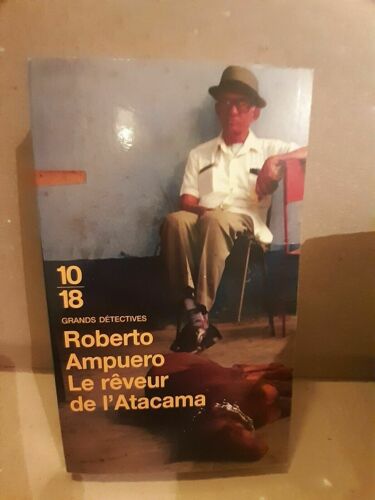 10
18
GRANDS DÉTECTIVES
Roberto
Ampuero
Le rêveur
de l'Atacama